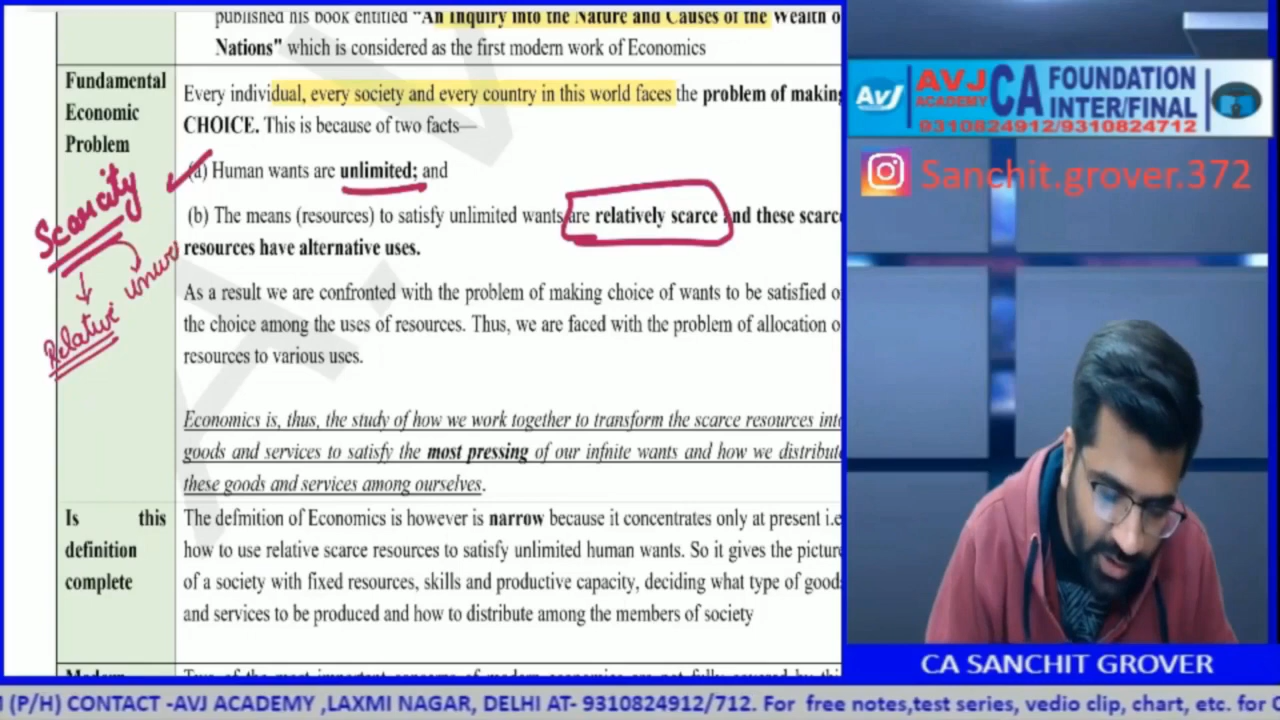 published his book entitled "An Inquiry into the Nature and Causes of the Wealth o
Nations" which is considered as the first modern work of Economics
Fundamental
Economic
Problem
Every individual, every society and every country in this world faces the problem of making
CHOICE. This is because of two facts—
(a) Human wants are unlimited; and
(b) The means (resources) to satisfy unlimited wants are relatively scarce and these scarce
resources have alternative uses.
As a result we are confronted with the problem of making choice of wants to be satisfied o
the choice among the uses of resources. Thus, we are faced with the problem of allocation o
resources to various uses.
Economics is, thus, the study of how we work together to transform the scarce resources into
goods and services to satisfy the most pressing of our infnite wants and how we distribute
these goods and services among ourselves.
Scarcity
Relative
Is this
definition
complete
The defmition of Economics is however is narrow because it concentrates only at present i.e
how to use relative scarce resources to satisfy unlimited human wants. So it gives the picture
of a society with fixed resources, skills and productive capacity, deciding what type of goods
and services to be produced and how to distribute among the members of society
AVJ
AVJ
ACADEMY
CA
FOUNDATION
INTER/FINAL
9310824912/9310824712
Sanchit.grover.372
CA SANCHIT GROVER
(P/H) CONTACT -AVJ ACADEMY ,LAXMI NAGAR, DELHI AT- 9310824912/712. For free notes,test series, vedio clip, chart, etc. for